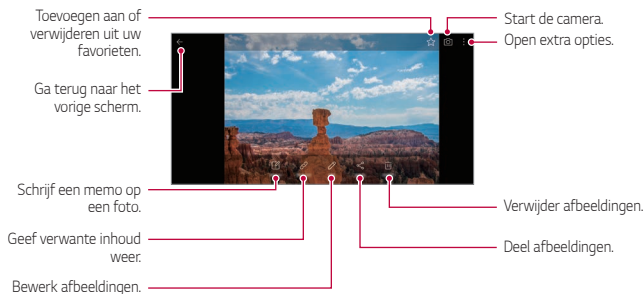 Toevoegen aan of
verwijderen uit uw
favorieten.
Ga terug naar het
vorige scherm.
Schrijf een memo op
een foto.
Geef verwante inhoud
weer.
Bewerk afbeeldingen.
Start de camera.
Open extra opties.
Verwijder afbeeldingen.
Deel afbeeldingen.